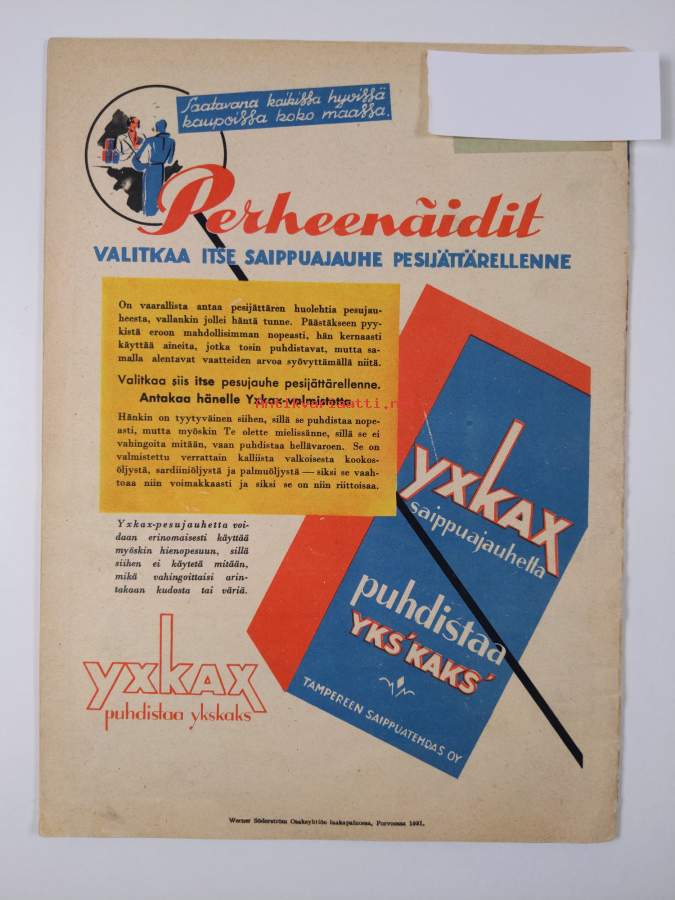 Saatavana kaikissa hyvissä
kaupoissa koko maassa.
Perheenäidit
VALITKAA ITSE SAIPPUAJAUHE PESIJÄTTÄRELLENNE
On vaarallista antaa pesijättären huolehtia pesujau-
heesta, vallankin jollei häntä tunne. Päästäkseen pyy-
kistä eroon mahdollisimman nopeasti, hän kernaasti
käyttää aineita, jotka tosin puhdistavat, mutta sa-
malla alentavat vaatteiden arvoa syövyttämällä niitä.
Valitkaa siis itse pesujauhe pesijättärellenne.
Antakaa hänelle Yxkax-valmistetta.
Hänkin on tyytyväinen siihen, sillä se puhdistaa nope-
asti, mutta myöskin Te olette mielissänne, sillä se ei
vahingoita mitään, vaan puhdistaa hellävaroen. Se on
valmistettu verrattain kalliista valkoisesta kookos-
öljystä, sardiiniöljystä ja palmuöljystä — siksi se vaah-
toaa niin voimakkaasti ja siksi se on niin riittoisaa.
Yxkax-pesujauhetta voi-
daan erinomaisesti käyttää
myöskin hienopesuun, sillä
siihen ei käytetä mitään,
mikä vahingoittaisi arin-
takaan kudosta tai väriä.
yxkax
puhdistaa ykskaks
yxkax
saippuajauhella
puhdistaa
YKS'KAKS'
TAMPEREEN SAIPPUATEHDAS OY
Werner Söderström Osakeyhtiön laakapainossa, Porvoossa